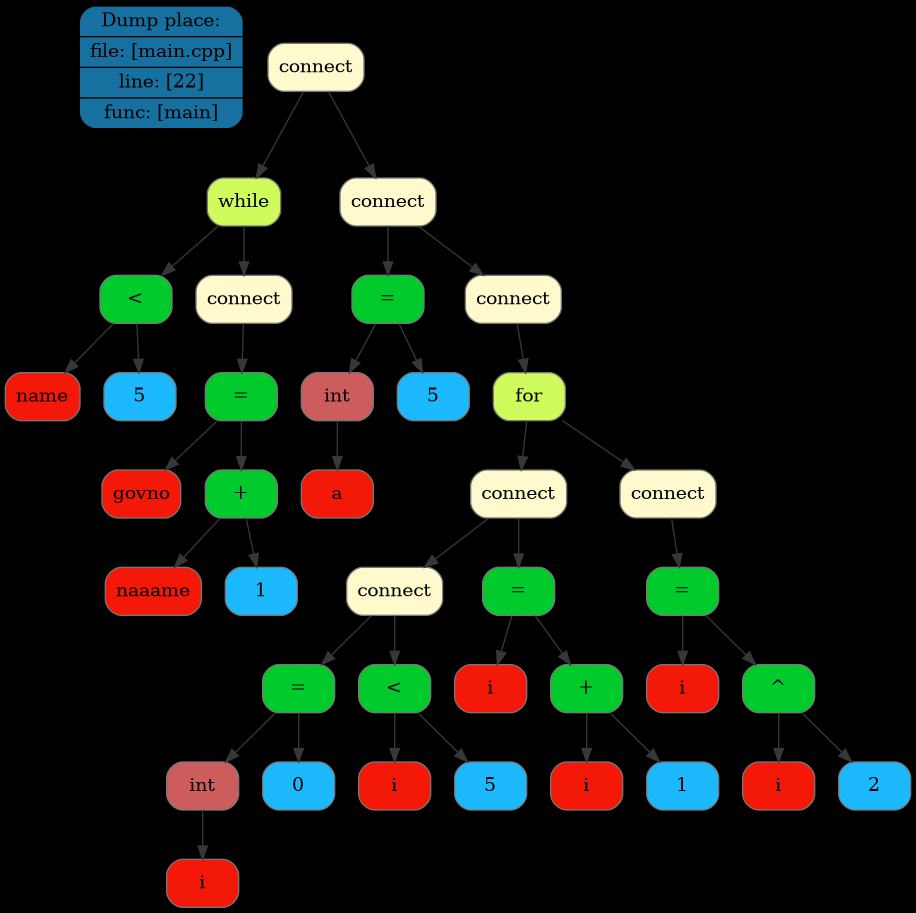 Dump place:
file: [main.cpp]
line: [22]
func: [main]
connect
while
connect
<
connect
=
connect
name
5
=
int
5
for
govno
+
a
connect
connect
naaame
1
connect
=
=
=
<
i
+
i
^
int
0
i
5
i
1
i
2
i